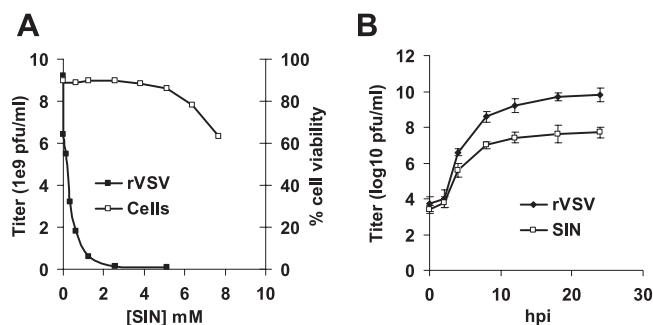 A
Titer (1e9 pfu/ml)
10
8
6
4
2
0
rVSV
Cells
100
80
60
40
20
0
% cell viability
0 2 4 6 8 10
[SIN] mM
B
Titer (log10 pfu/ml)
12
10
8
6
4
2
0
rVSV
SIN
0 10 20 30
hpi